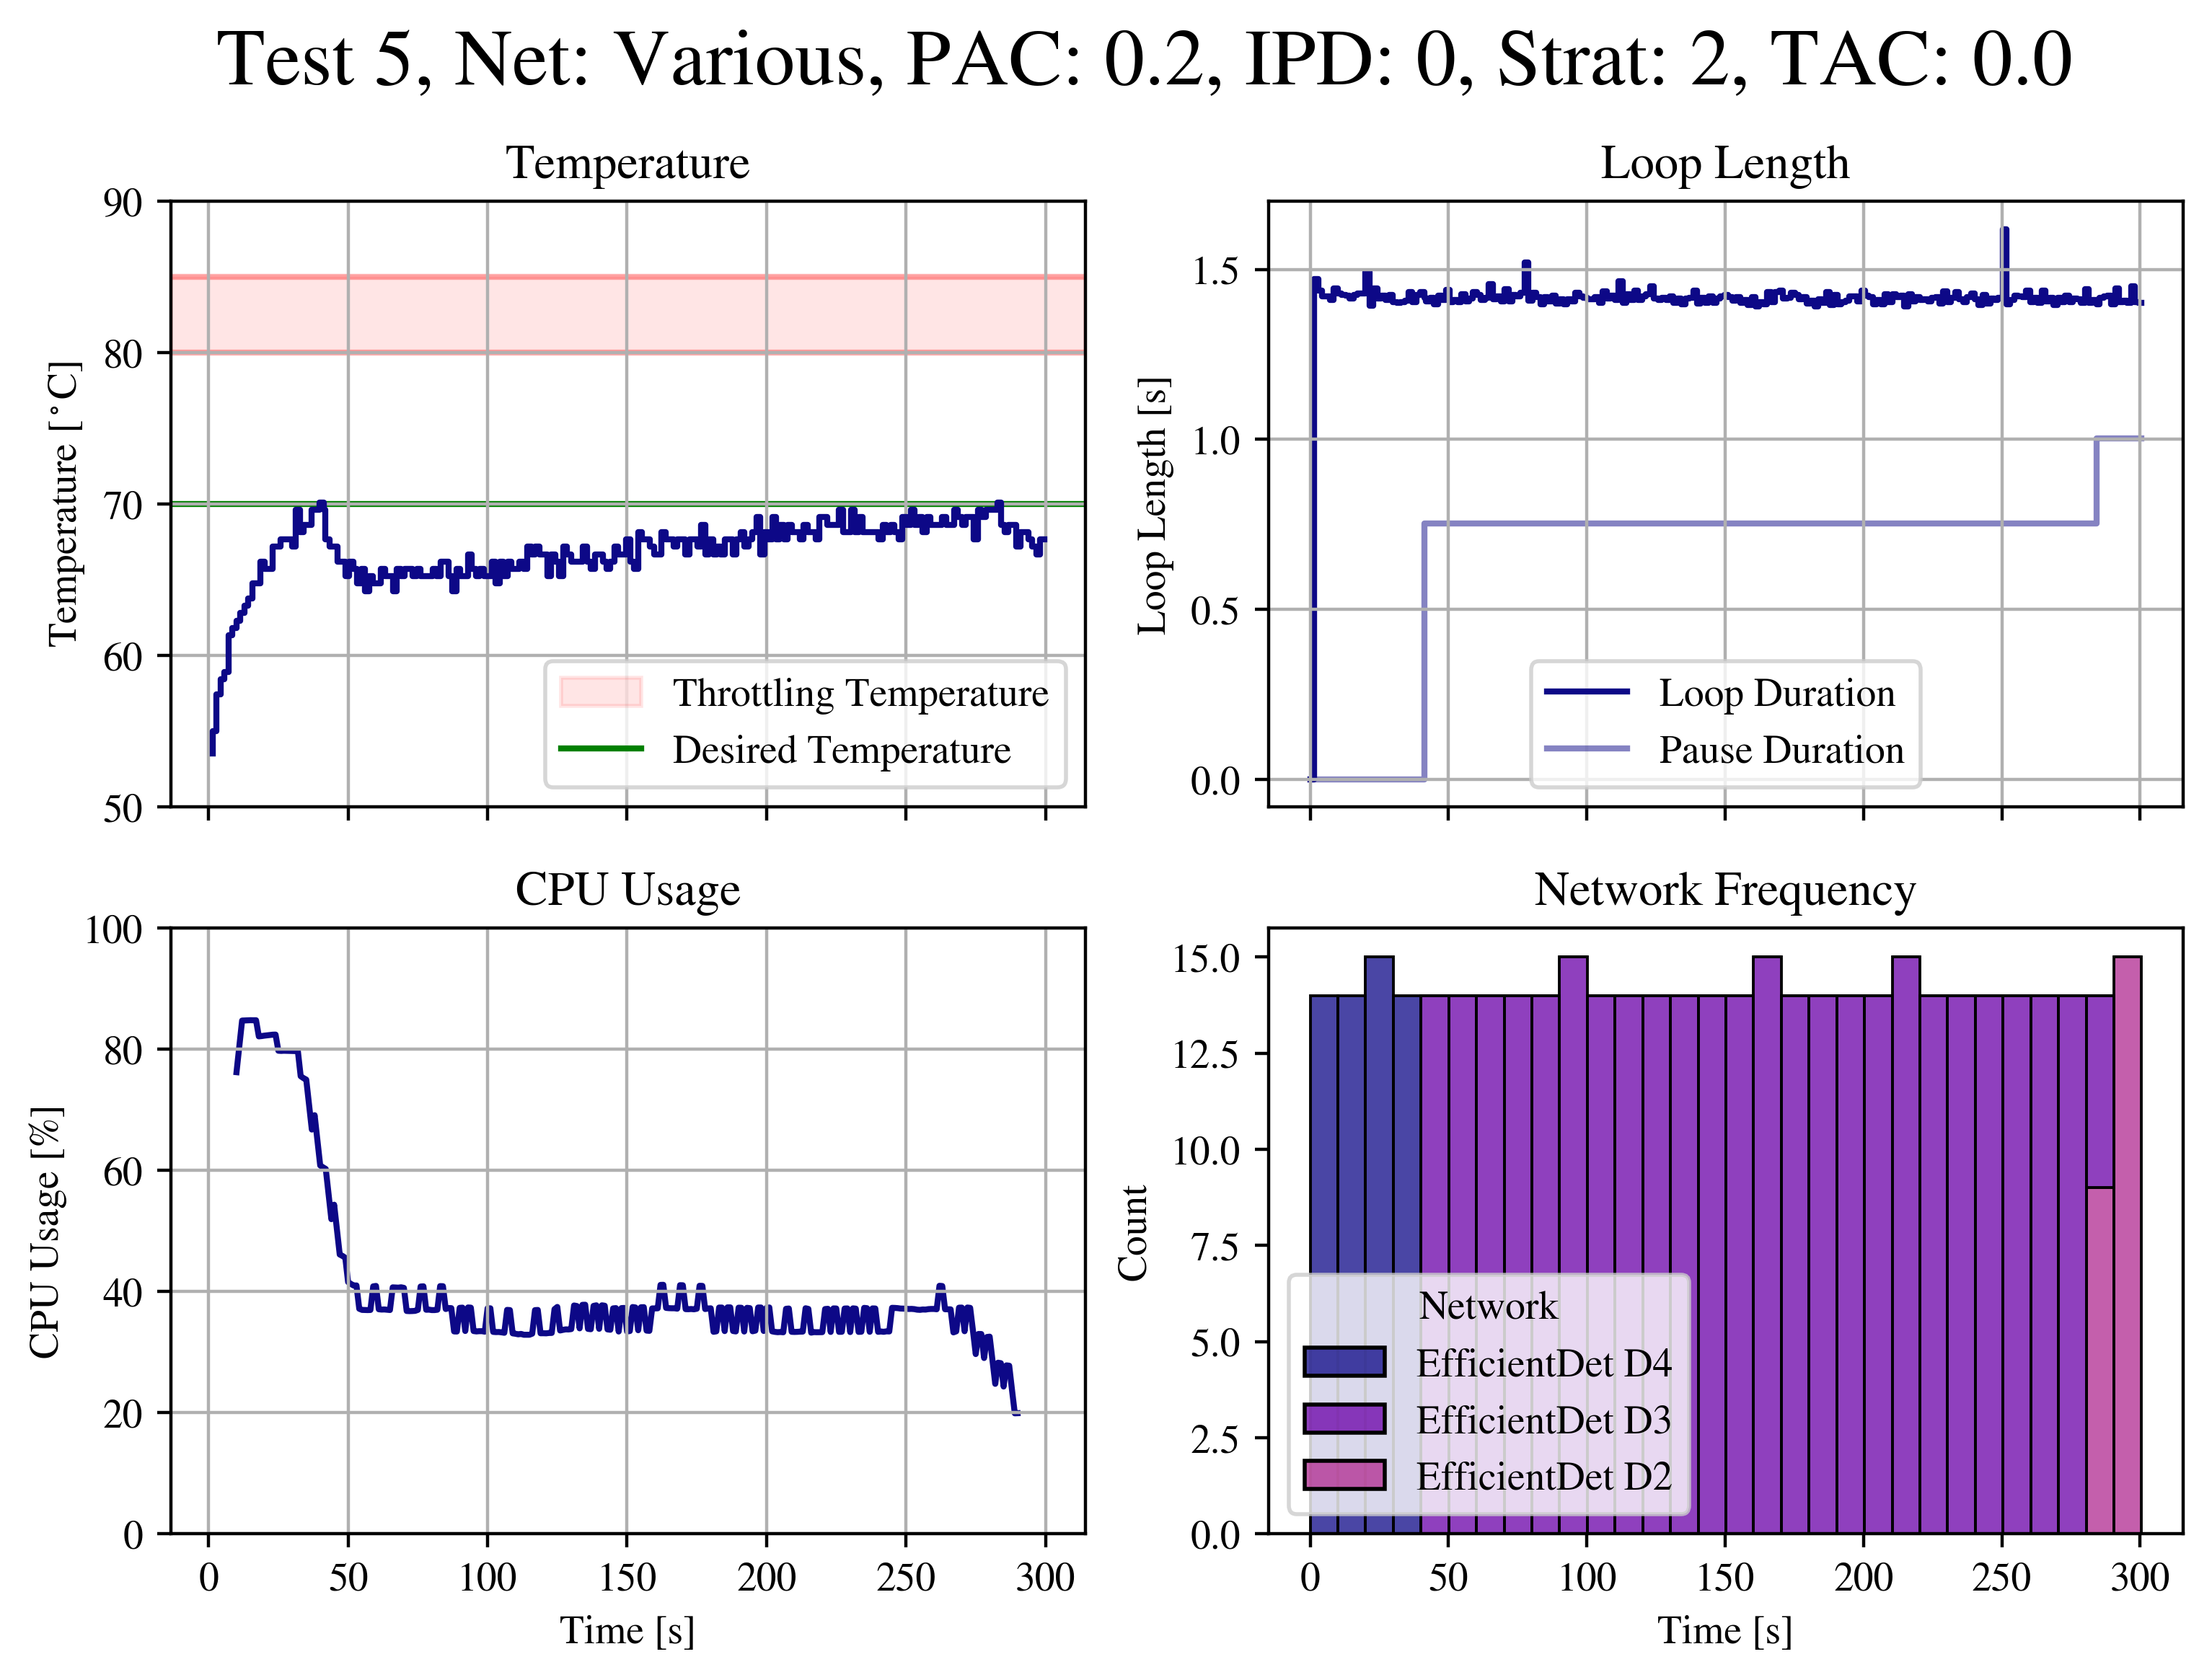 Test 5, Net: Various, PAC: 0.2, IPD: 0, Strat: 2, TAC: 0.0
Temperature
90
80
70
60
50
Temperature [°C]
Throttling Temperature
Desired Temperature
Loop Length
1.5
1.0
0.5
0.0
Loop Length [s]
Loop Duration
Pause Duration
CPU Usage
100
80
60
40
20
0
CPU Usage [%]
0 50 100 150 200 250 300
Time [s]
Network Frequency
15.0
12.5
10.0
7.5
5.0
2.5
0.0
Count
Network
EfficientDet D4
EfficientDet D3
EfficientDet D2
0 50 100 150 200 250 300
Time [s]